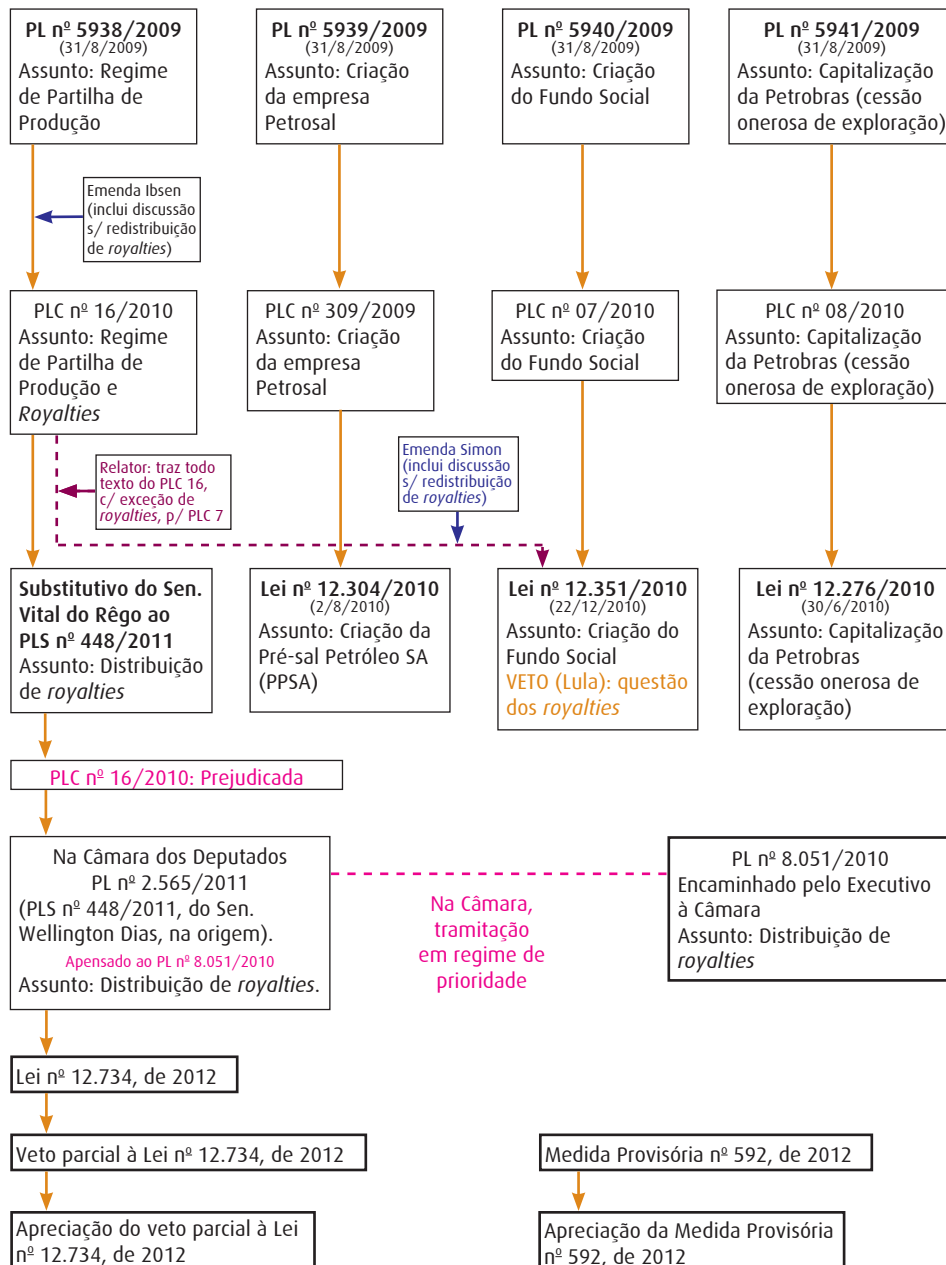 PL nº 5938/2009
(31/8/2009)
Assunto: Regime
de Partilha de
Produção
PL nº 5939/2009
(31/8/2009)
Assunto: Criação
da empresa
Petrosal
PL nº 5940/2009
(31/8/2009)
Assunto: Criação
do Fundo Social
PL nº 5941/2009
(31/8/2009)
Assunto: Capitalização
da Petrobras (cessão
onerosa de exploração)
Emenda Ibsen
(inclui discussão
s/ redistribuição
de royalties)
PLC nº 16/2010
Assunto: Regime
de Partilha de
Produção e
Royalties
PLC nº 309/2009
Assunto: Criação
da empresa
Petrosal
PLC nº 07/2010
Assunto: Criação
do Fundo Social
PLC nº 08/2010
Assunto: Capitalização
da Petrobras (cessão
onerosa de exploração)
Relator: traz todo
texto do PLC 16,
c/ exceção de
royalties, p/ PLC 7
Emenda Simon
(inclui discussão
s/ redistribuição
de royalties)
Substitutivo do Sen.
Vital do Rêgo ao
PLS nº 448/2011
Assunto: Distribuição
de royalties
Lei nº 12.304/2010
(2/8/2010)
Assunto: Criação da
Pré-sal Petróleo SA
(PPSA)
Lei nº 12.351/2010
(22/12/2010)
Assunto: Criação do
Fundo Social
VETO (Lula): questão
dos royalties
Lei nº 12.276/2010
(30/6/2010)
Assunto: Capitalização
da Petrobras
(cessão onerosa de
exploração)
PLC nº 16/2010: Prejudicada
Na Câmara dos Deputados
PL nº 2.565/2011
(PLS nº 448/2011, do Sen.
Wellington Dias, na origem).
Apensado ao PL nº 8.051/2010
Assunto: Distribuição de royalties.
Na Câmara,
tramitação
em regime de
prioridade
PL nº 8.051/2010
Encaminhado pelo Executivo
à Câmara
Assunto: Distribuição de
royalties
Lei nº 12.734, de 2012
Veto parcial à Lei nº 12.734, de 2012
Medida Provisória nº 592, de 2012
Apreciação do veto parcial à Lei
nº 12.734, de 2012
Apreciação da Medida Provisória
nº 592, de 2012